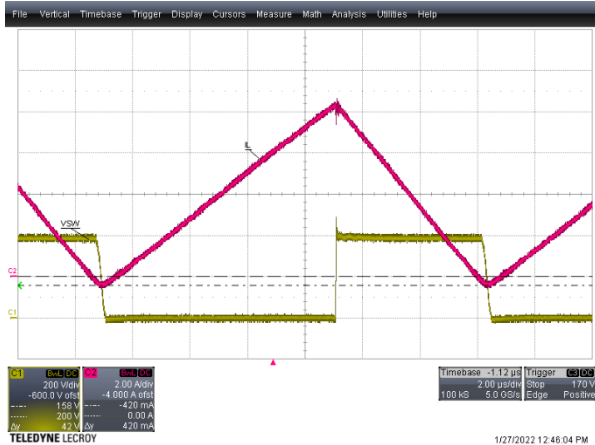 File Vertical Timebase Trigger Display Cursors Measure Math Analysis Utilities Help
IL
VSW
C2
C1
C1 BwL DC
200 V/div
-600.0 V ofst
158 V
200 V
Δy 42 V
C2 BwL DC
2.00 A/div
-4.000 A ofst
-420 mA
0.00 A
Δy 420 mA
Timebase -1.12 µs
2.00 µs/div
100 kS 5.0 GS/s
Trigger C3 DC
Stop 170 V
Edge Positive
TELEDYNE LECROY
1/27/2022 12:46:04 PM